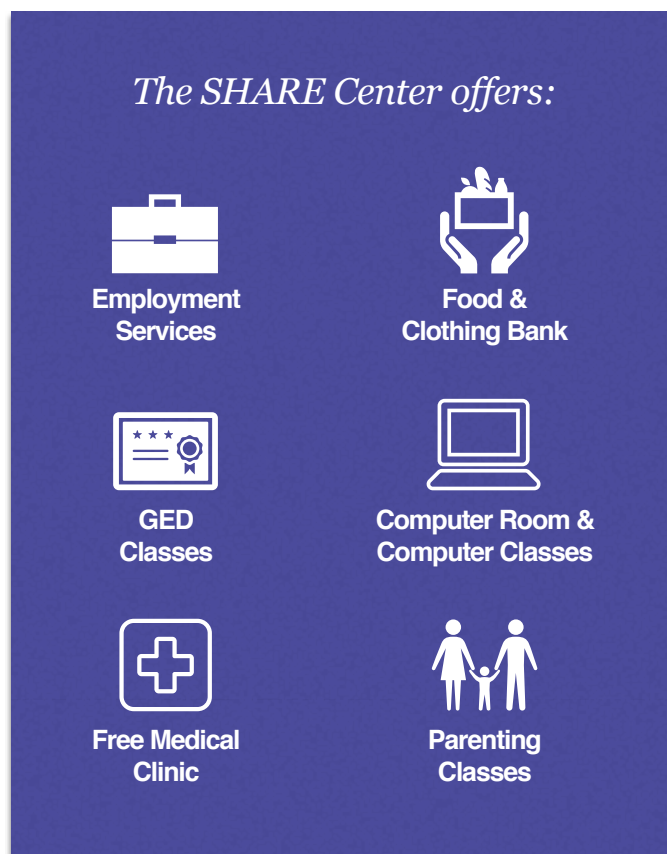 The SHARE Center offers:
Employment
Services
Food &
Clothing Bank
GED
Classes
Computer Room &
Computer Classes
Free Medical
Clinic
Parenting
Classes